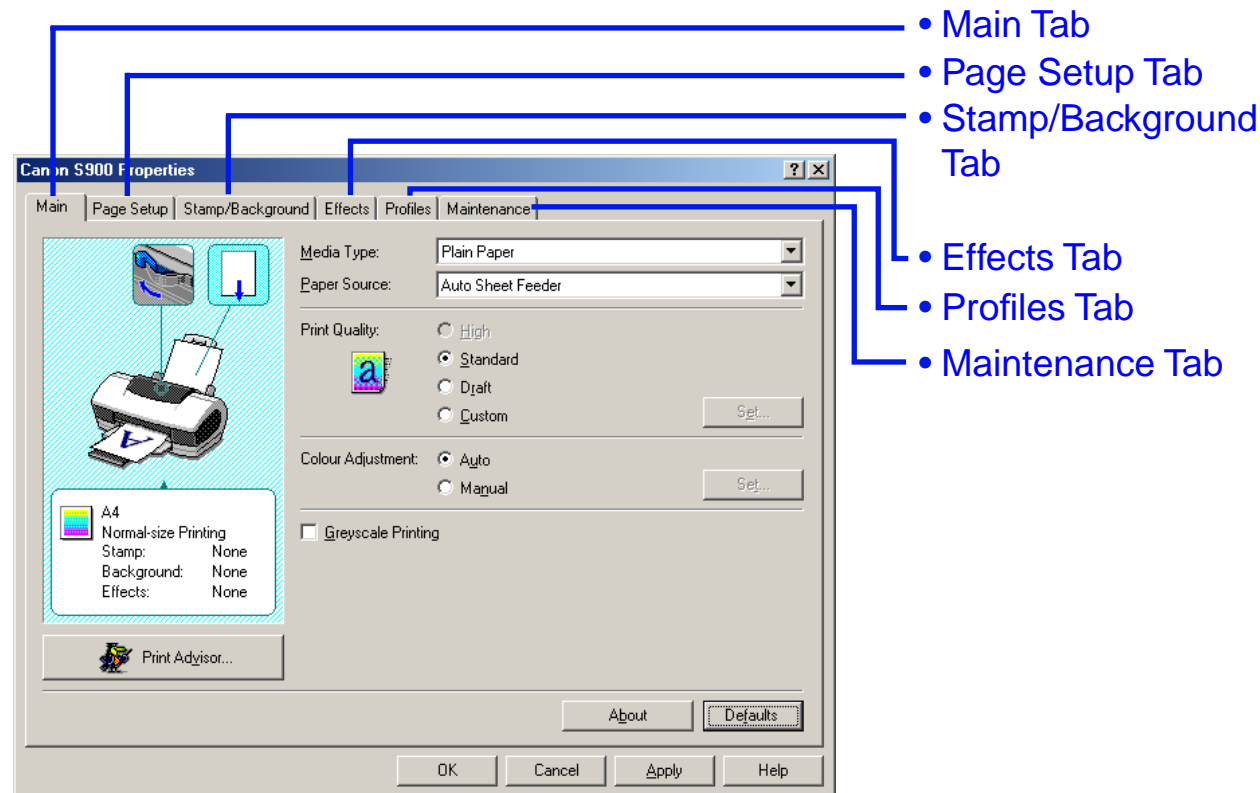 • Main Tab
• Page Setup Tab
• Stamp/Background
Tab
• Effects Tab
• Profiles Tab
• Maintenance Tab
Canon S900 Properties
Main Page Setup Stamp/Background Effects Profiles Maintenance
Media Type: Plain Paper
Paper Source: Auto Sheet Feeder
Print Quality: High
a Standard
Draft
Custom Set...
Colour Adjustment: Auto
Manual Set...
Greyscale Printing
A
A4
Normal-size Printing
Stamp: None
Background: None
Effects: None
Print Advisor...
About Defaults
OK Cancel Apply Help